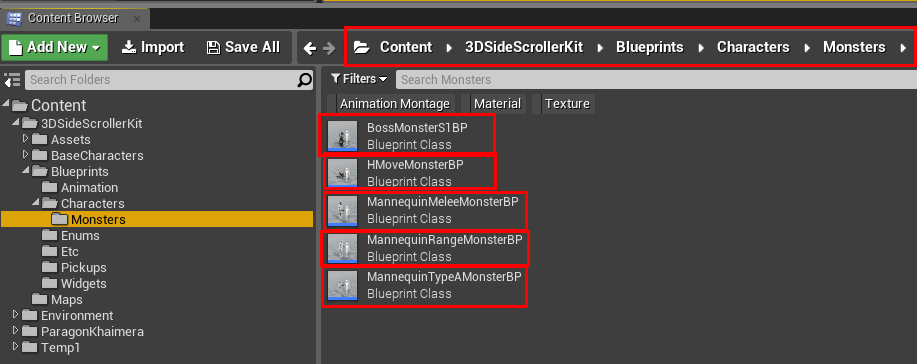 Content Browser
Add New Import Save All Content 3DSideScrollerKit Blueprints Characters Monsters
Search Folders
Filters Search Monsters
Animation Montage Material Texture
Content
3DSideScrollerKit
Assets
BaseCharacters
Blueprints
Animation
Characters
Monsters
Enums
Etc
Pickups
Widgets
Maps
Environment
ParagonKhaimera
Temp1
BossMonsterS1BP
Blueprint Class
HMoveMonsterBP
Blueprint Class
MannequinMeleeMonsterBP
Blueprint Class
MannequinRangeMonsterBP
Blueprint Class
MannequinTypeAMonsterBP
Blueprint Class